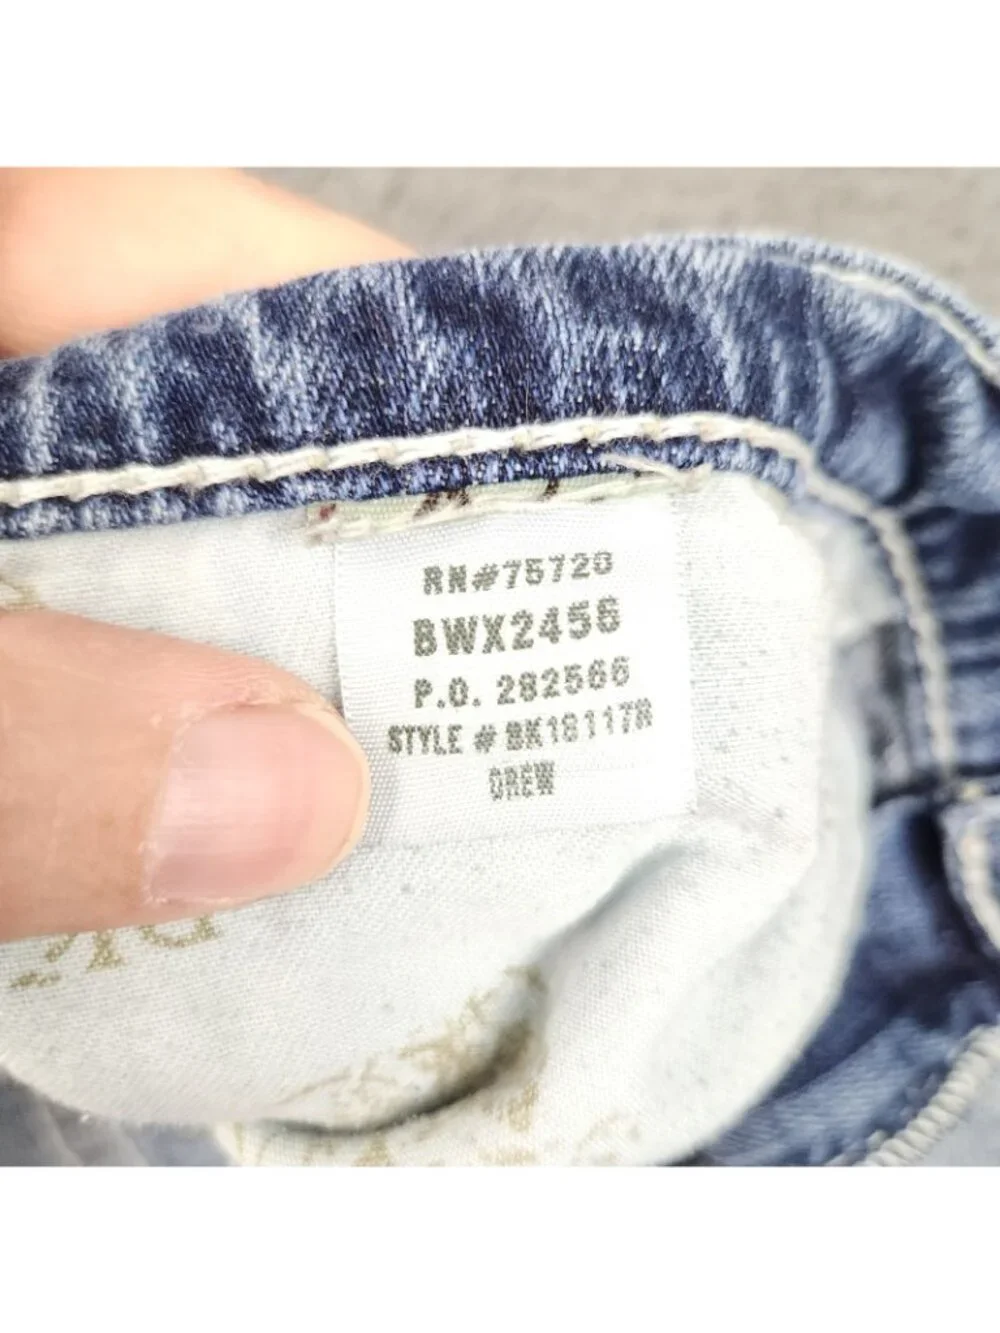 RN#75720
BWX2456
P.O. 282566
STYLE # BK18117R
DREW